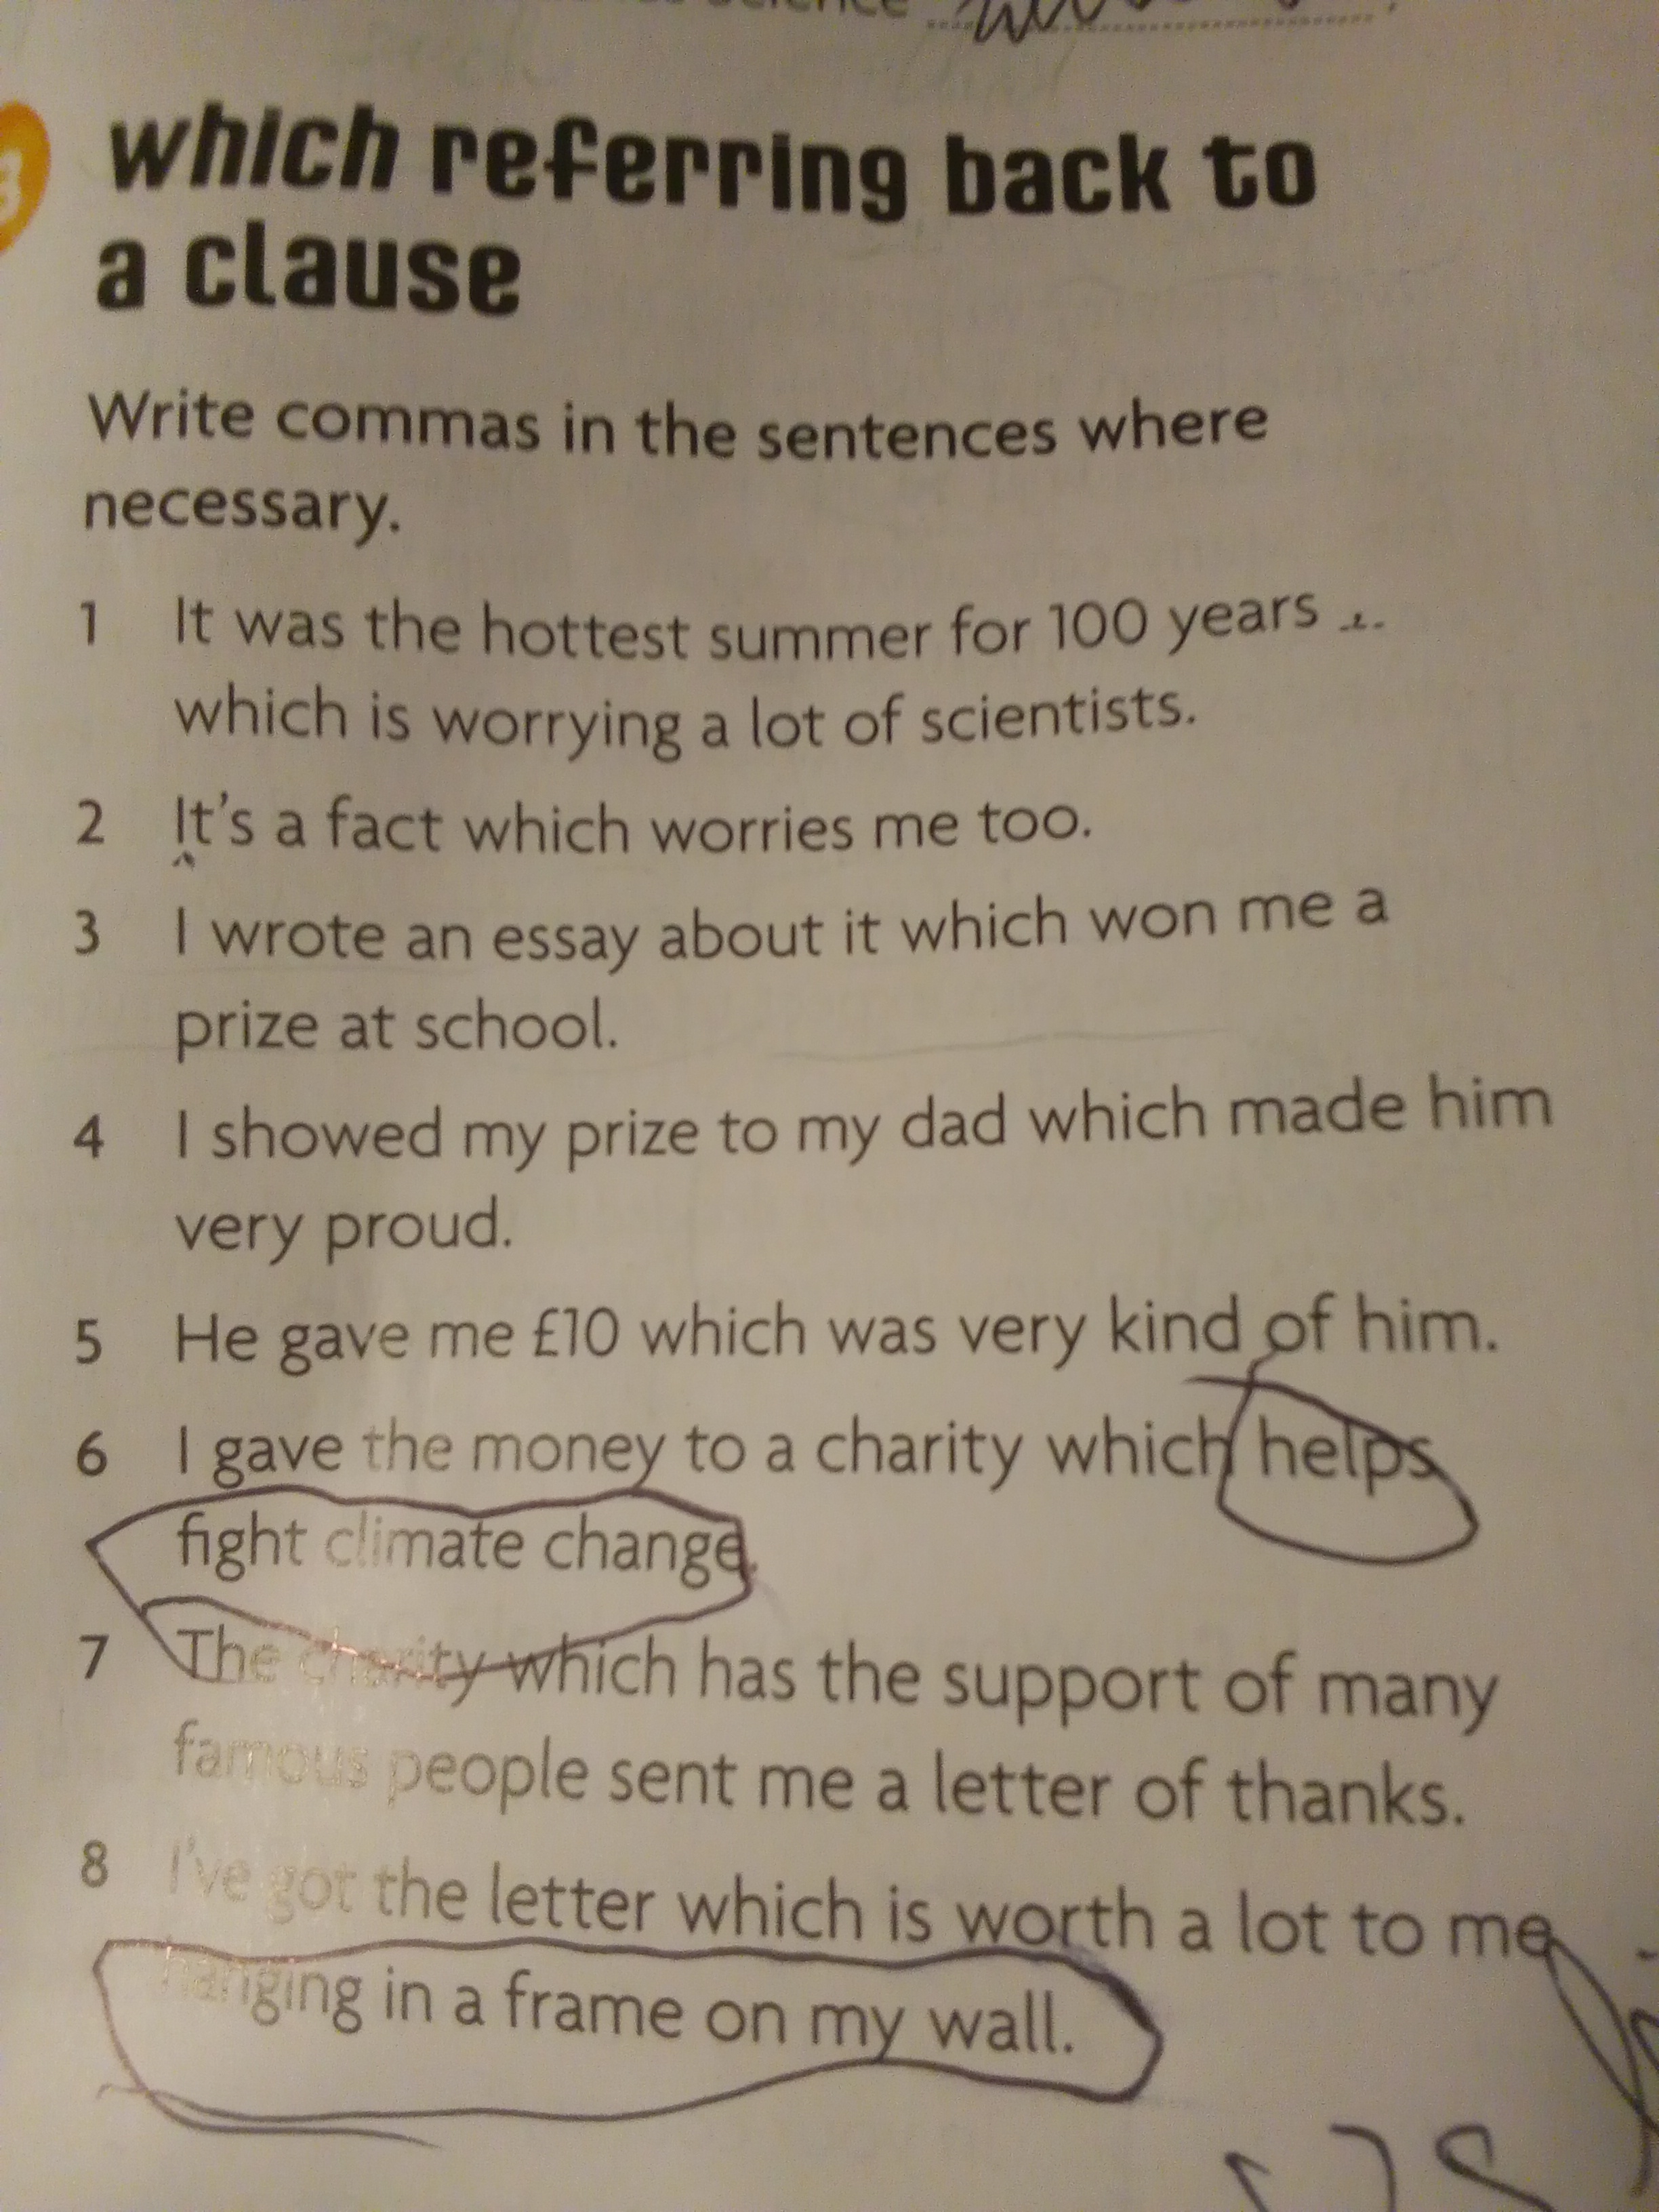 which referring back to
a clause
Write commas in the sentences where
necessary.
1 It was the hottest summer for 100 years
which is worrying a lot of scientists.
2 It's a fact which worries me too.
3 I wrote an essay about it which won me a
prize at school.
4 I showed my prize to my dad which made him
very proud.
5 He gave me £10 which was very kind of him.
6 I gave the money to a charity which helps
fight climate change.
7 The charity which has the support of many
famous people sent me a letter of thanks.
8 I've got the letter which is worth a lot to me
hanging in a frame on my wall.